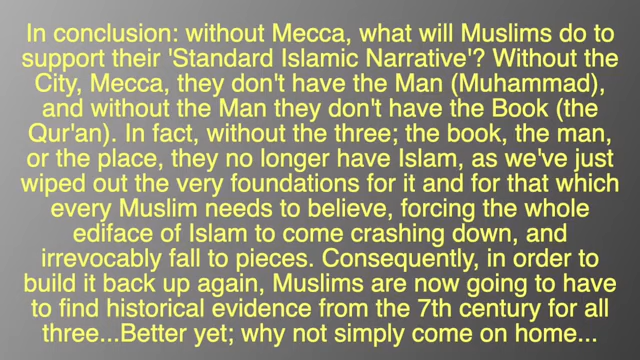 In conclusion: without Mecca, what will Muslims do to
support their 'Standard Islamic Narrative'? Without the
City, Mecca, they don't have the Man (Muhammad),
and without the Man they don't have the Book (the
Qur'an). In fact, without the three; the book, the man,
or the place, they no longer have Islam, as we've just
wiped out the very foundations for it and for that which
every Muslim needs to believe, forcing the whole
ediface of Islam to come crashing down, and
irrevocably fall to pieces. Consequently, in order to
build it back up again, Muslims are now going to have
to find historical evidence from the 7th century for all
three...Better yet; why not simply come on home...